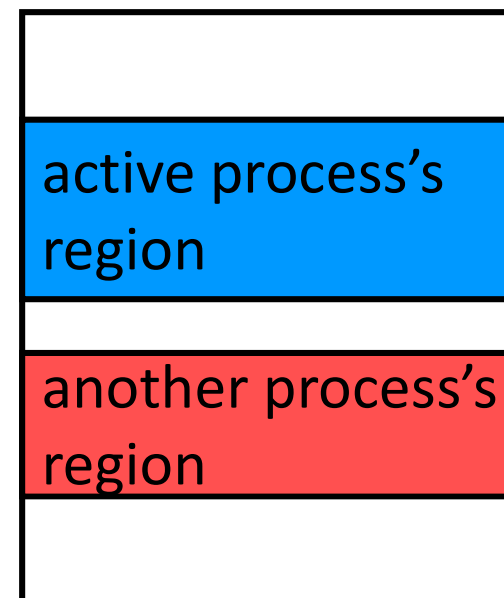 active process’s
region
another process’s
region